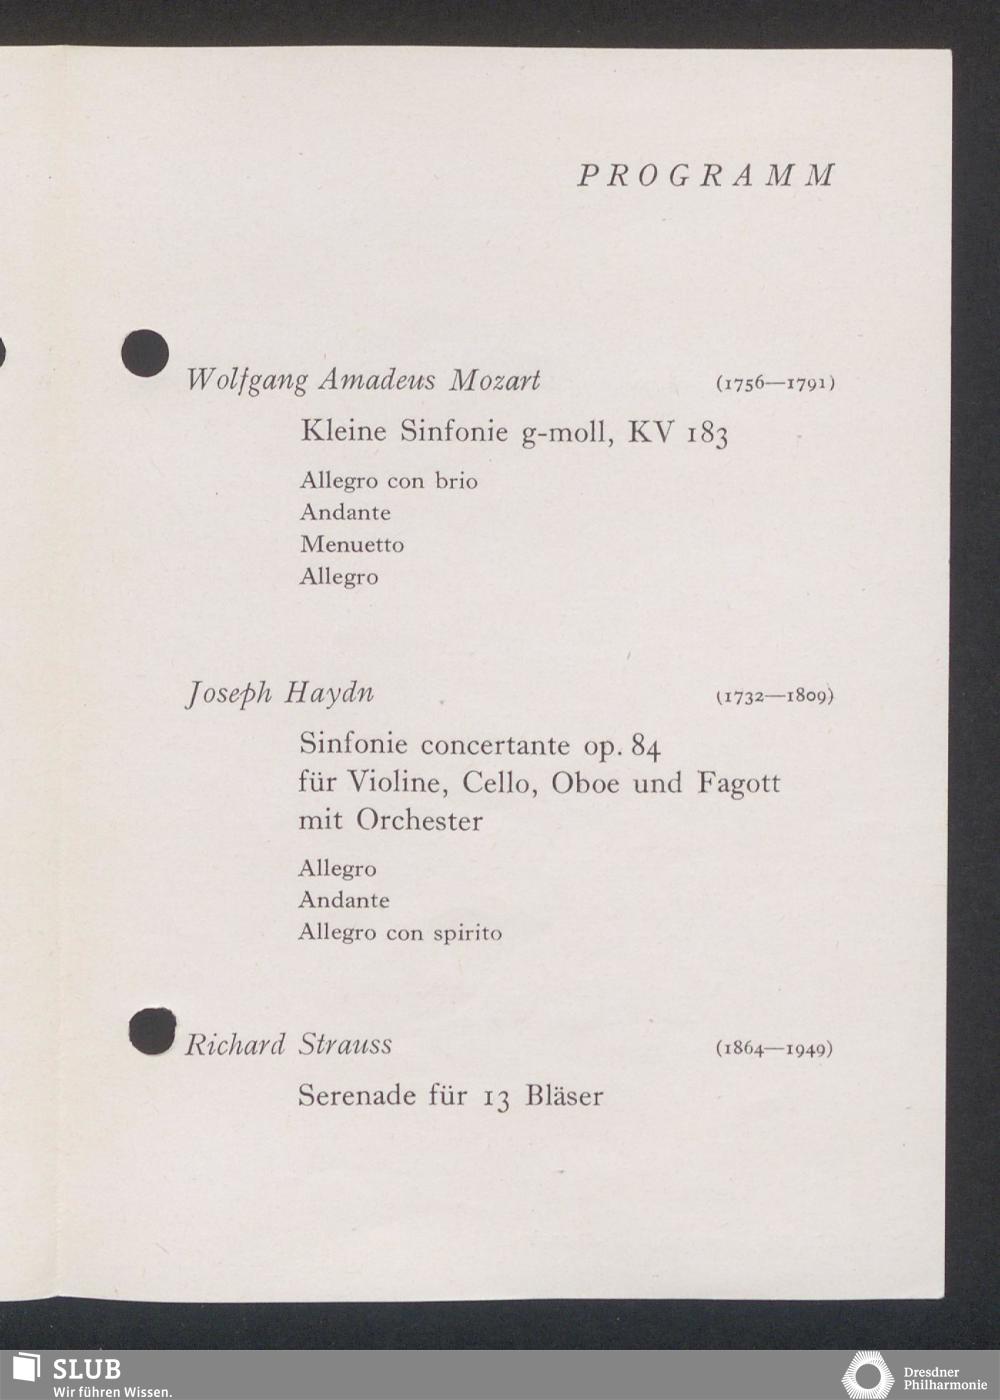 PROGRAMM
Wolfgang Amadeus Mozart (1756—1791)
Kleine Sinfonie g-moll, KV 183
Allegro con brio
Andante
Menuetto
Allegro
Joseph Haydn (1732—1809)
Sinfonie concertante op. 84
für Violine, Cello, Oboe und Fagott
mit Orchester
Allegro
Andante
Allegro con spirito
Richard Strauss (1864—1949)
Serenade für 13 Bläser
SLUB
Wir führen Wissen.
Dresdner
Philharmonie